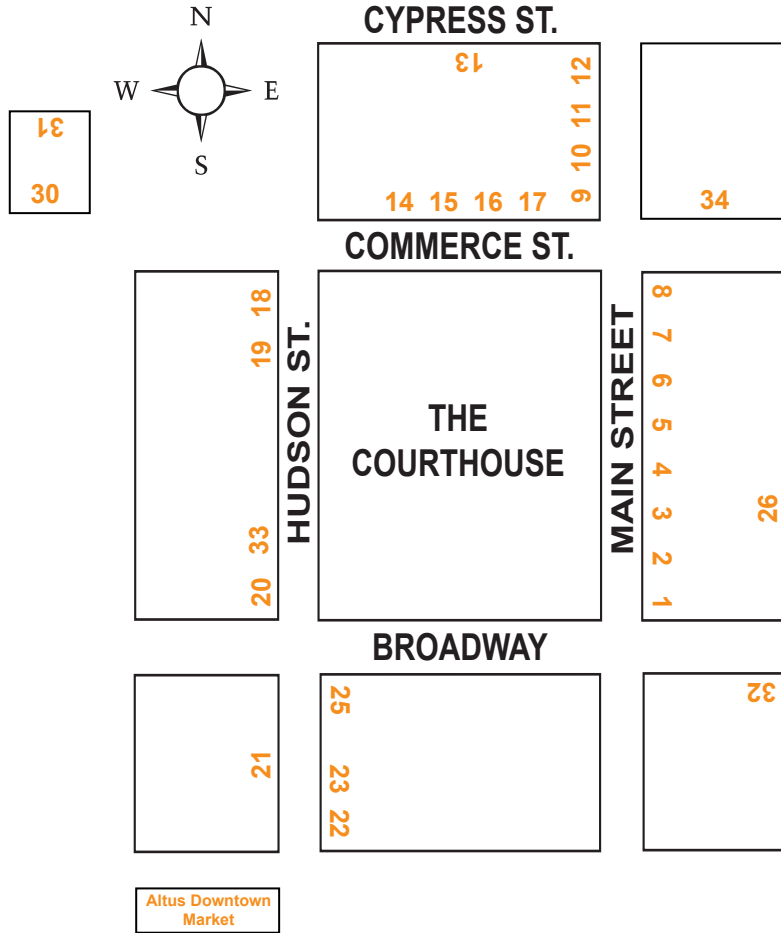 CYPRESS ST.
N
W
E
S
13
12
11
10
9
31
30
14 15 16 17
34
COMMERCE ST.
18
19
33
20
HUDSON ST.
THE
COURTHOUSE
MAIN STREET
8
7
6
5
4
3
2
1
26
BROADWAY
25
23
22
21
32
Altus Downtown
Market